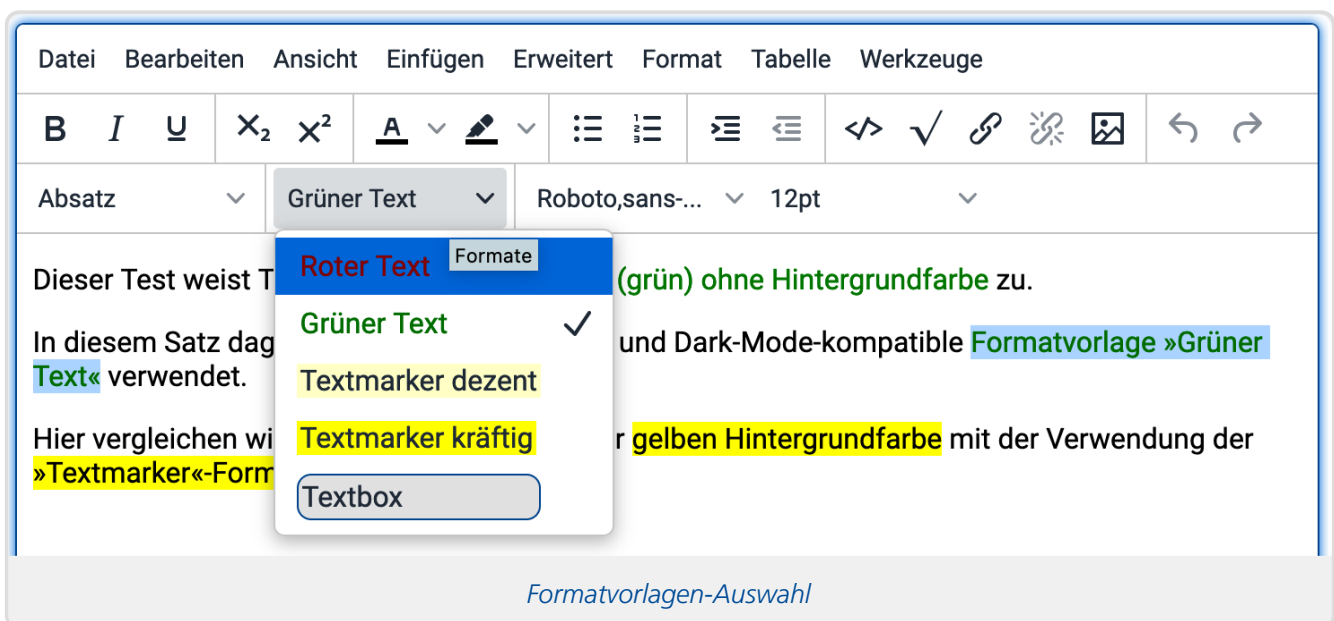 Datei Bearbeiten Ansicht Einfügen Erweitert Format Tabelle Werkzeuge
B I U X₂ X² A
Absatz Grüner Text Roboto,sans-... 12pt
Roter Text Formate
Grüner Text
Textmarker dezent
Textmarker kräftig
Textbox
Dieser Test weist T (grün) ohne Hintergrundfarbe zu.
In diesem Satz dag und Dark-Mode-kompatible Formatvorlage »Grüner
Text« verwendet.
Hier vergleichen wi r gelben Hintergrundfarbe mit der Verwendung der
»Textmarker«-Form
Formatvorlagen-Auswahl